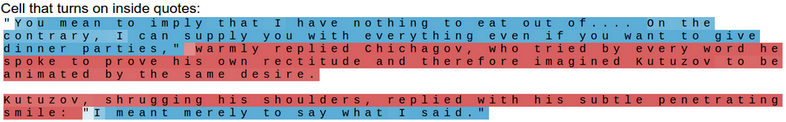 Cell that turns on inside quotes:
"You mean to imply that I have nothing to eat out of.... On the
contrary, I can supply you with everything even if you want to give
dinner parties," warmly replied Chichagov, who tried by every word he
spoke to prove his own rectitude and therefore imagined Kutuzov to be
animated by the same desire.
Kutuzov, shrugging his shoulders, replied with his subtle penetrating
smile: "I meant merely to say what I said."